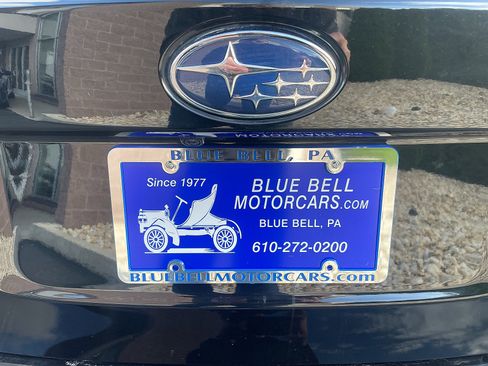 BLUE BELL, PA
Since 1977
BLUE BELL
MOTORCARS.com
BLUE BELL, PA
610-272-0200
BLUEBELLMOTORCARS.com